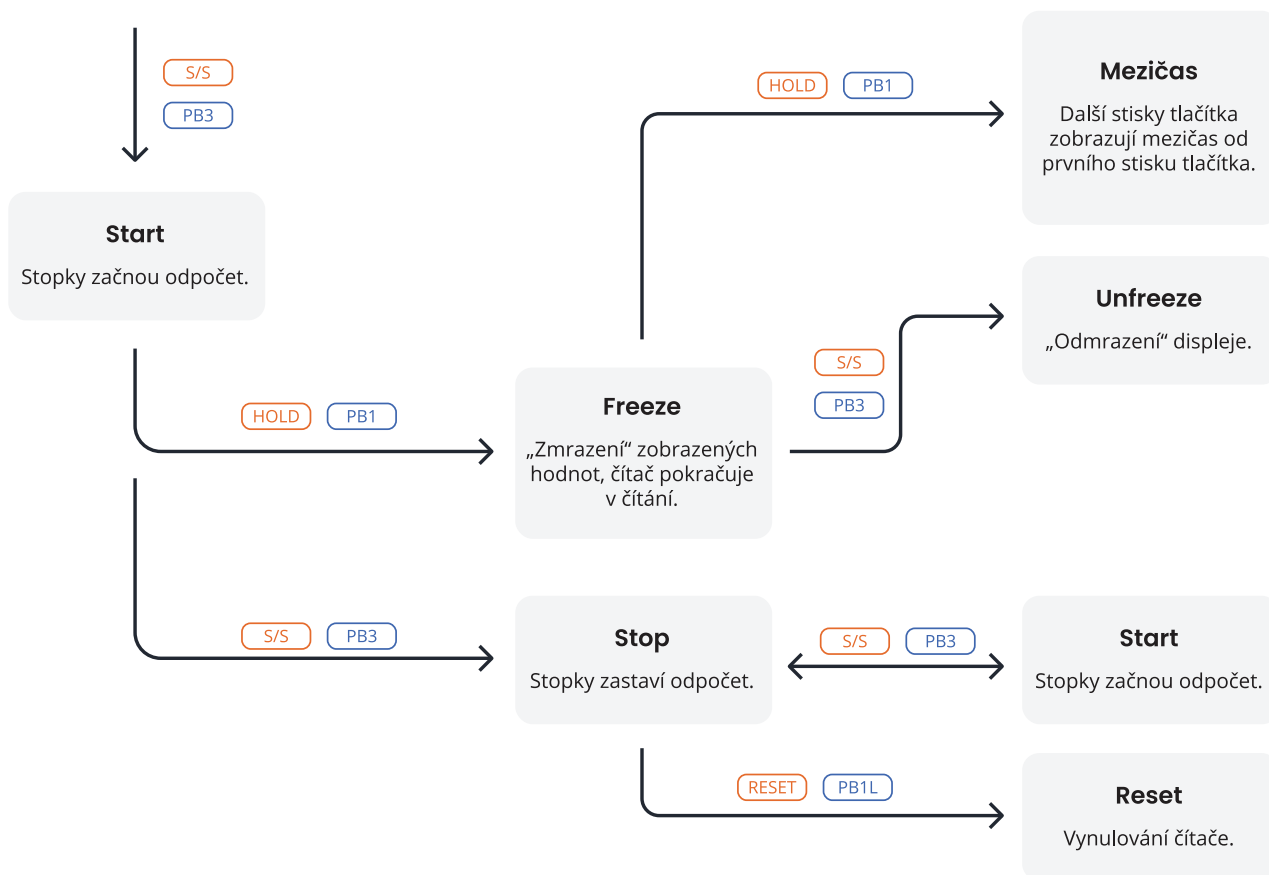 S/S
PB3
Start
Stopky začnou odpočet.
HOLD PB1
Mezičas
Další stisky tlačítka
zobrazují mezičas od
prvního stisku tlačítka.
S/S
PB3
Unfreeze
„Odmrazení“ displeje.
HOLD PB1
Freeze
„Zmrazení“ zobrazených
hodnot, čítač pokračuje
v čítání.
S/S PB3
Stop
Stopky zastaví odpočet.
S/S PB3
Start
Stopky začnou odpočet.
RESET PB1L
Reset
Vynulování čítače.